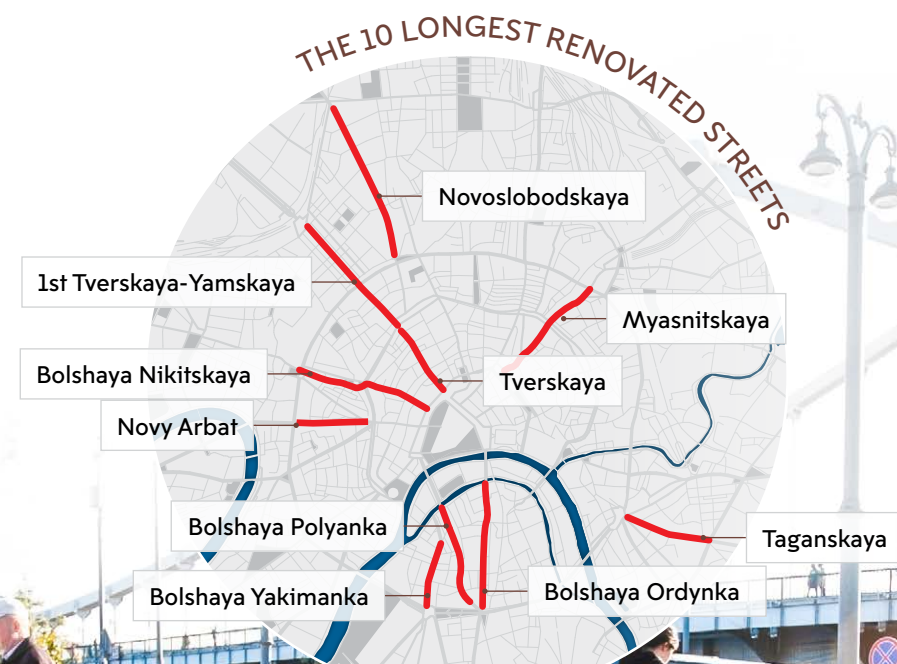 THE 10 LONGEST RENOVATED STREETS
Novoslobodskaya
1st Tverskaya-Yamskaya
Myasnitskaya
Bolshaya Nikitskaya
Tverskaya
Novy Arbat
Bolshaya Polyanka
Taganskaya
Bolshaya Yakimanka
Bolshaya Ordynka